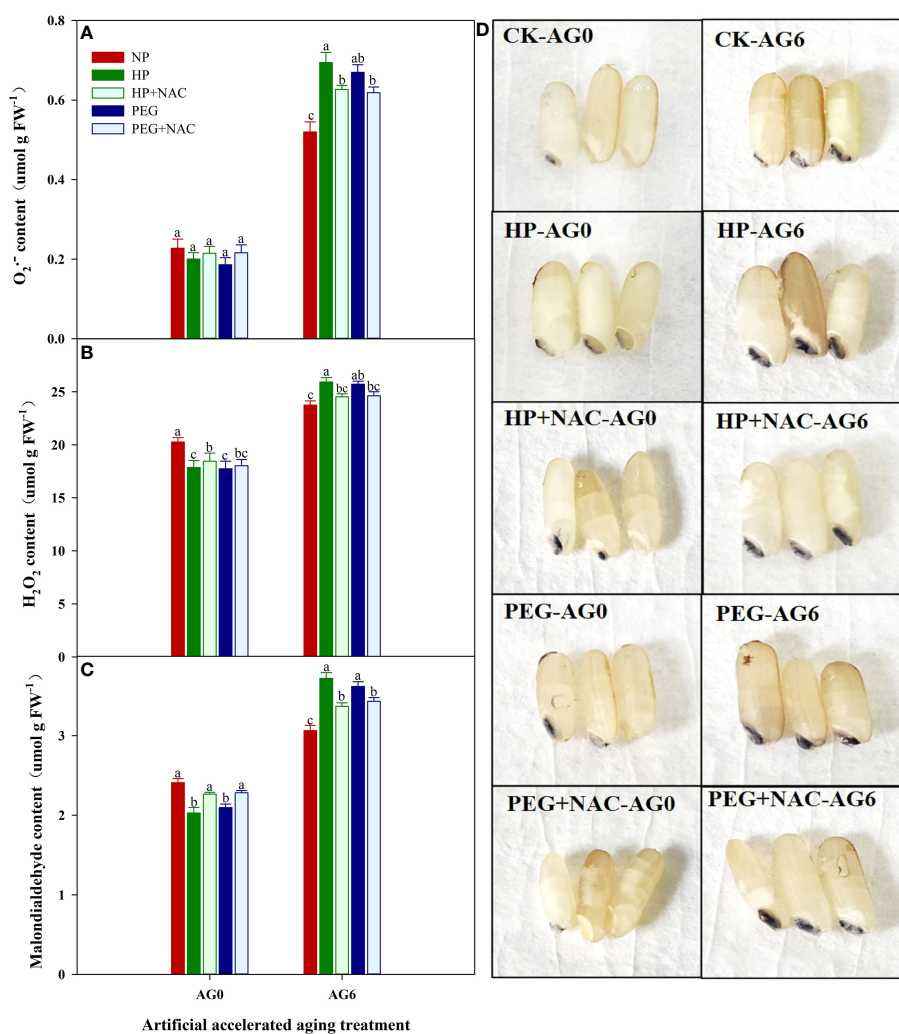 A
O₂·⁻ content（umol g FW⁻¹）
0.8
0.6
0.4
0.2
0.0
NP
HP
HP+NAC
PEG
PEG+NAC
a
a
a
a
a
c
a
b
ab
b
B
H₂O₂ content（umol g FW⁻¹）
25
20
15
10
5
0
a
c
b
c
bc
c
a
bc
ab
bc
C
Malondialdehyde content（umol g FW⁻¹）
3
2
1
0
a
b
a
b
a
c
a
b
a
b
AG0 AG6
Artificial accelerated aging treatment
D
CK-AG0
CK-AG6
HP-AG0
HP-AG6
HP+NAC-AG0
HP+NAC-AG6
PEG-AG0
PEG-AG6
PEG+NAC-AG0
PEG+NAC-AG6